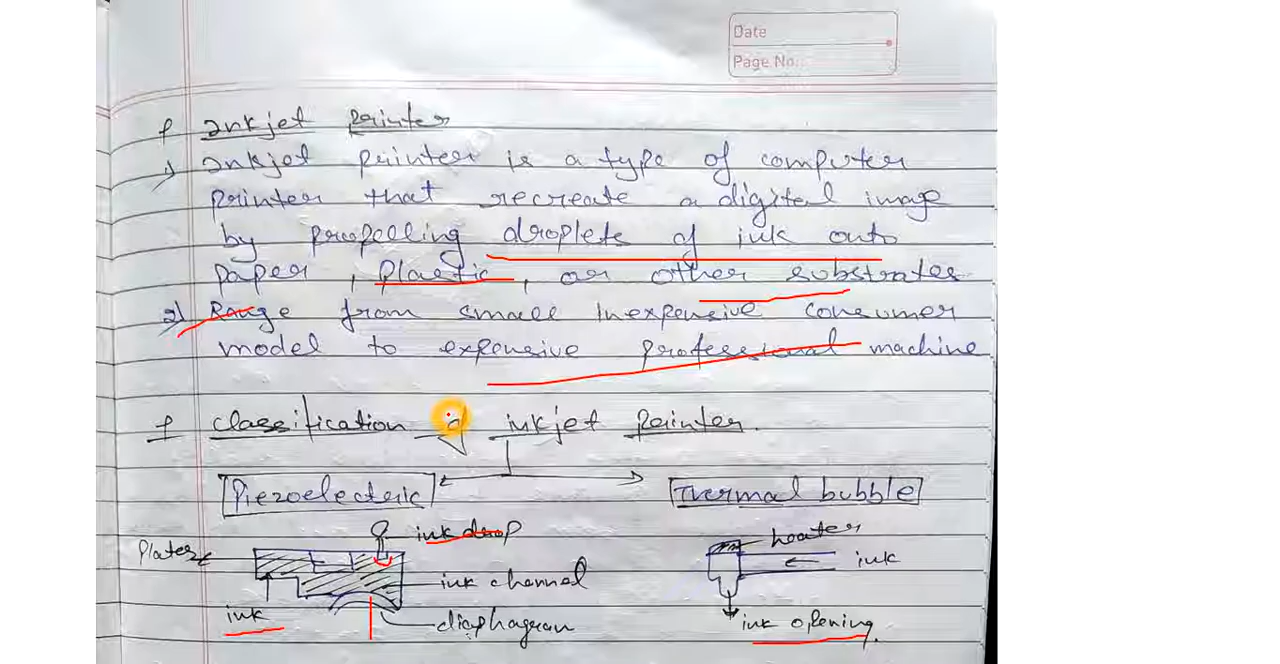 Date
Page No.
* Inkjet printer
1) Inkjet printer is a type of computer
printer that recreate a digital image
by propelling droplets of ink onto
paper, plastic, or other substrates
2) Range from small inexpensive consumer
model to expensive professional machine
* classification of inkjet printer.
Piezoelectric
Thermal bubble
ink drop
Plates
ink channel
ink
diaphagram
heater
ink
ink opening.